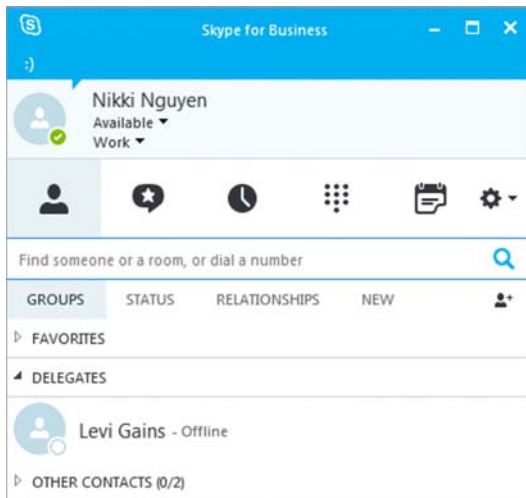 Skype for Business
:)
Nikki Nguyen
Available
Work
Find someone or a room, or dial a number
GROUPS STATUS RELATIONSHIPS NEW
FAVORITES
DELEGATES
Levi Gains - Offline
OTHER CONTACTS (0/2)